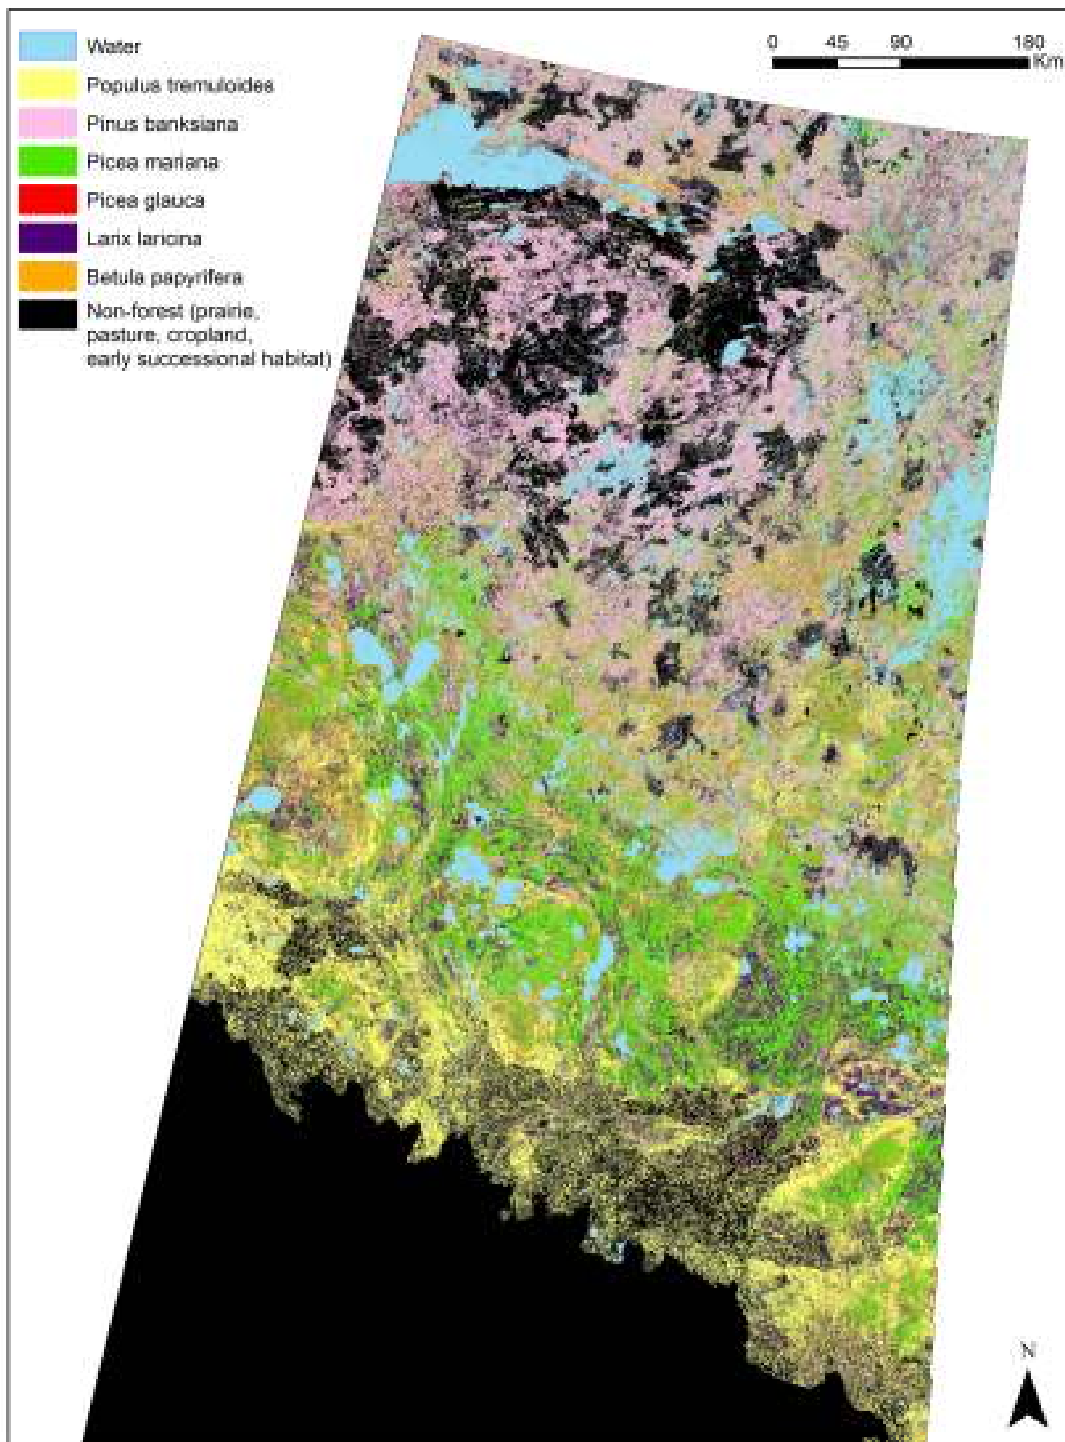 Water
Populus tremuloides
Pinus banksiana
Picea mariana
Picea glauca
Larix laricina
Betula papyrifera
Non-forest (prairie,
pasture, cropland,
early successional habitat)
0 45 90 180
Km
N